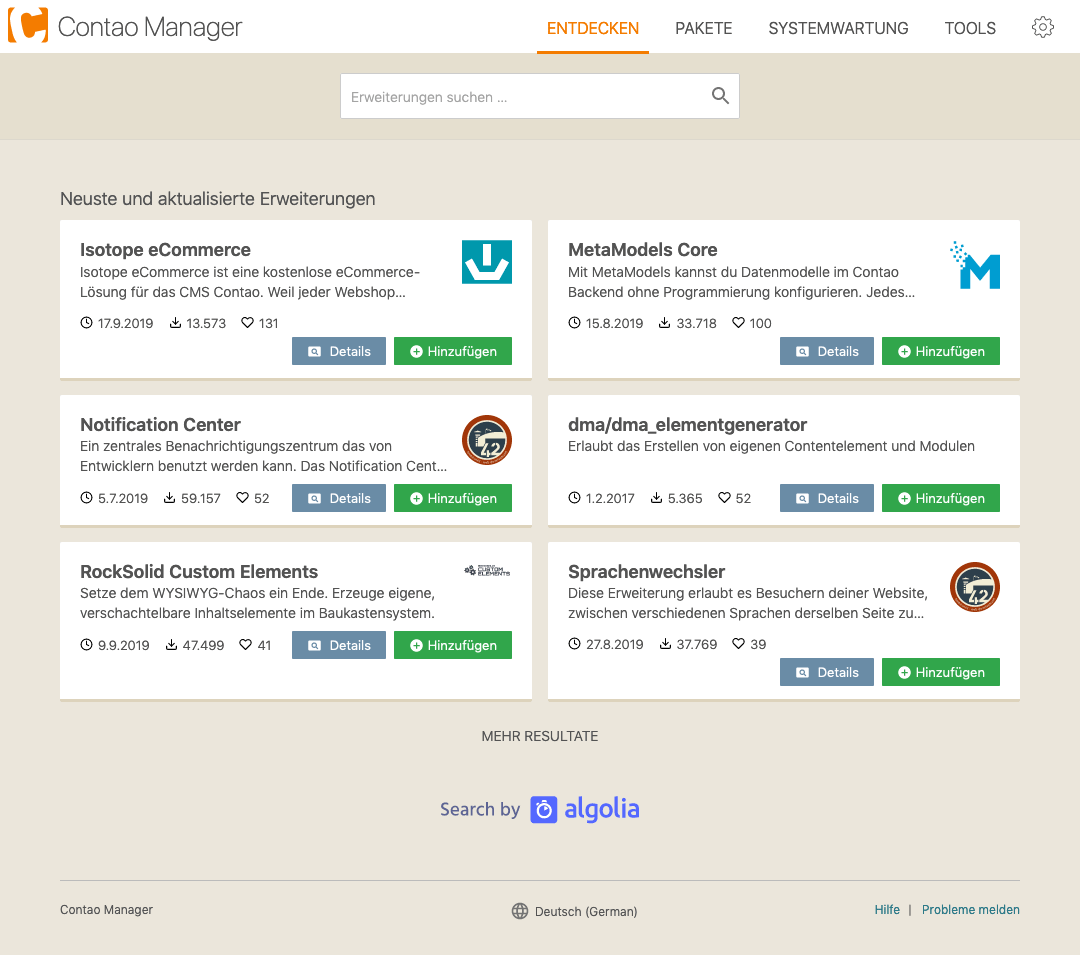 Contao Manager
ENTDECKEN PAKETE SYSTEMWARTUNG TOOLS
Erweiterungen suchen ...
Neuste und aktualisierte Erweiterungen
Isotope eCommerce
Isotope eCommerce ist eine kostenlose eCommerce-
Lösung für das CMS Contao. Weil jeder Webshop...
17.9.2019 13.573 131
Details Hinzufügen
MetaModels Core
Mit MetaModels kannst du Datenmodelle im Contao
Backend ohne Programmierung konfigurieren. Jedes...
15.8.2019 33.718 100
Details Hinzufügen
Notification Center
Ein zentrales Benachrichtigungszentrum das von
Entwicklern benutzt werden kann. Das Notification Cent...
42
5.7.2019 59.157 52 Details Hinzufügen
dma/dma_elementgenerator
Erlaubt das Erstellen von eigenen Contentelement und Modulen
1.2.2017 5.365 52 Details Hinzufügen
RockSolid Custom Elements
CUSTOM
ELEMENTS
Setze dem WYSIWYG-Chaos ein Ende. Erzeuge eigene,
verschachtelbare Inhaltselemente im Baukastensystem.
9.9.2019 47.499 41 Details Hinzufügen
Sprachenwechsler
Diese Erweiterung erlaubt es Besuchern deiner Website,
zwischen verschiedenen Sprachen derselben Seite zu...
42
27.8.2019 37.769 39
Details Hinzufügen
MEHR RESULTATE
Search by algolia
Contao Manager
Deutsch (German)
Hilfe | Probleme melden